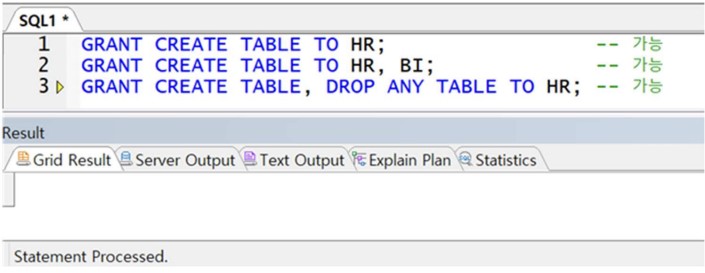 SQL1 *
1 GRANT CREATE TABLE TO HR; -- 가능
2 GRANT CREATE TABLE TO HR, BI; -- 가능
3 GRANT CREATE TABLE, DROP ANY TABLE TO HR; -- 가능
Result
Grid Result Server Output Text Output Explain Plan Statistics
Statement Processed.